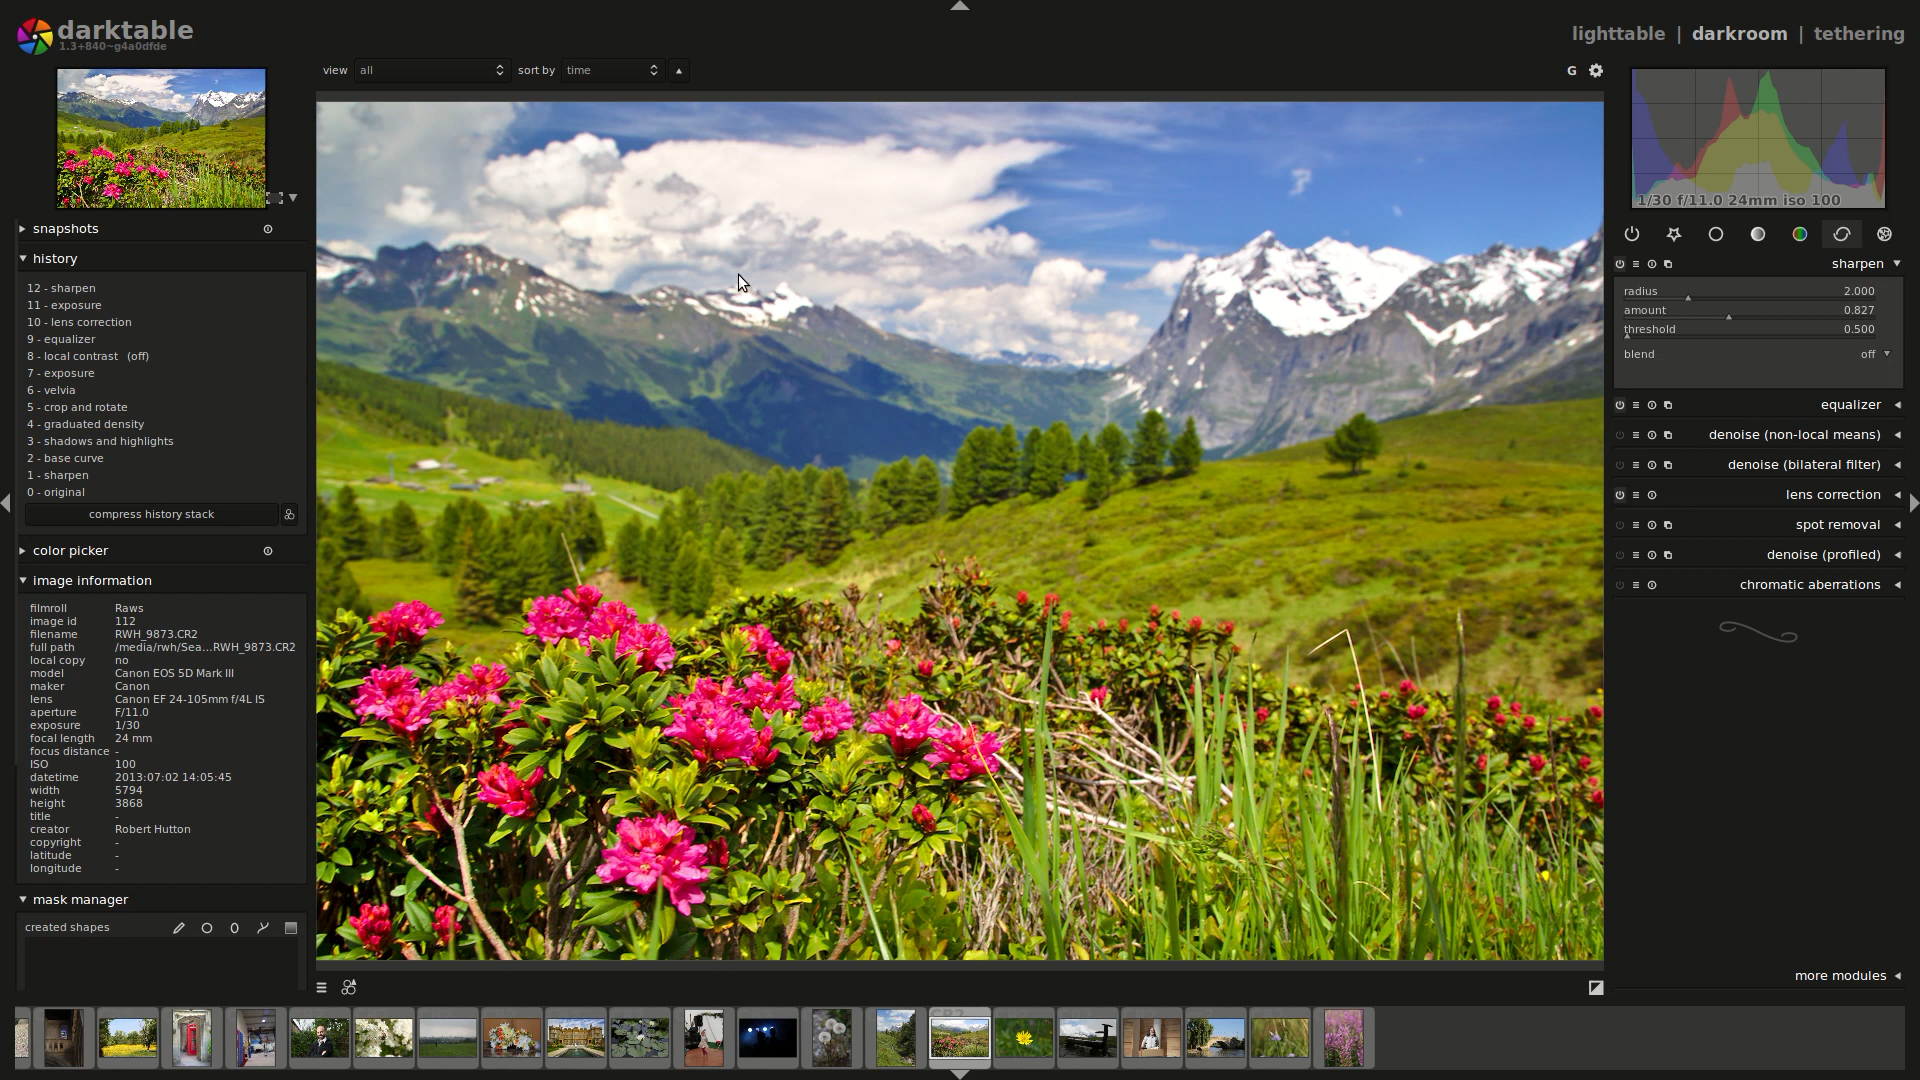 darktable
1.3+840~g4a0dfde
lighttable | darkroom | tethering
view all sort by time
G
1/30 f/11.0 24mm iso 100
snapshots
history
12 - sharpen
11 - exposure
10 - lens correction
9 - equalizer
8 - local contrast (off)
7 - exposure
6 - velvia
5 - crop and rotate
4 - graduated density
3 - shadows and highlights
2 - base curve
1 - sharpen
0 - original
compress history stack
color picker
image information
filmroll Raws
image id 112
filename RWH_9873.CR2
full path /media/rwh/Sea...RWH_9873.CR2
local copy no
model Canon EOS 5D Mark III
maker Canon
lens Canon EF 24-105mm f/4L IS
aperture F/11.0
exposure 1/30
focal length 24 mm
focus distance -
ISO 100
datetime 2013:07:02 14:05:45
width 5794
height 3868
title -
creator Robert Hutton
copyright -
latitude -
longitude -
mask manager
created shapes
sharpen
radius 2.000
amount 0.827
threshold 0.500
blend off
equalizer
denoise (non-local means)
denoise (bilateral filter)
lens correction
spot removal
denoise (profiled)
chromatic aberrations
more modules
CR2